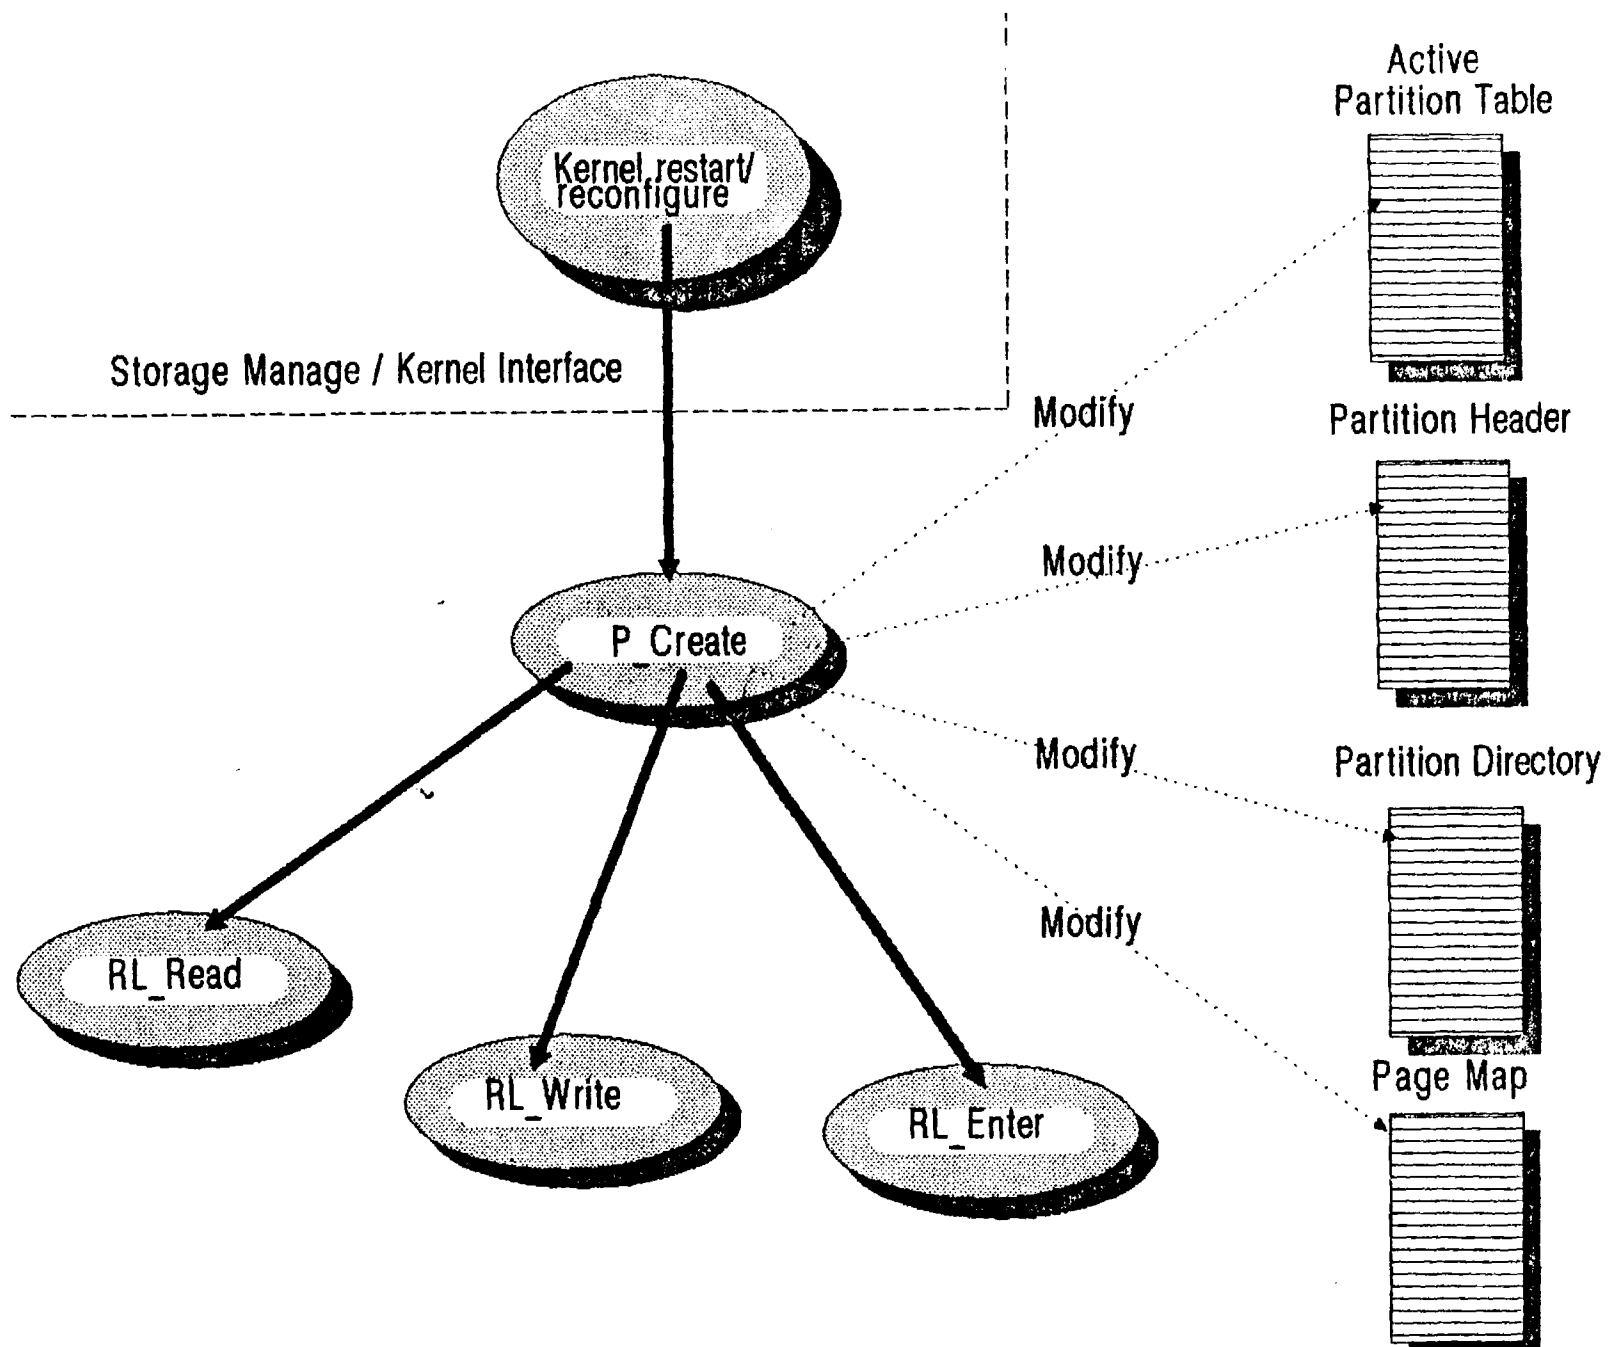 Active
Partition Table
Kernel restart/
reconfigure
Storage Manage / Kernel Interface
Modify
Partition Header
Modify
P_Create
Modify
Partition Directory
Modify
RL_Read
Page Map
RL_Write
RL_Enter